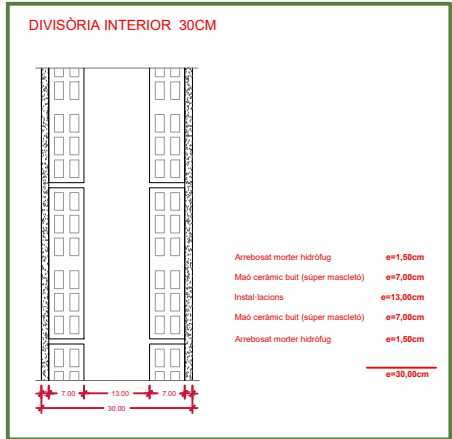 DIVISÒRIA INTERIOR 30CM
Arrebosat morter hidròfug e=1,50cm
Maó ceràmic buit (súper mascletó) e=7,00cm
Instal·lacions e=13,00cm
Maó ceràmic buit (súper mascletó) e=7,00cm
Arrebosat morter hidròfug e=1,50cm
e=30,00cm
7.00 13.00 7.00
30.00